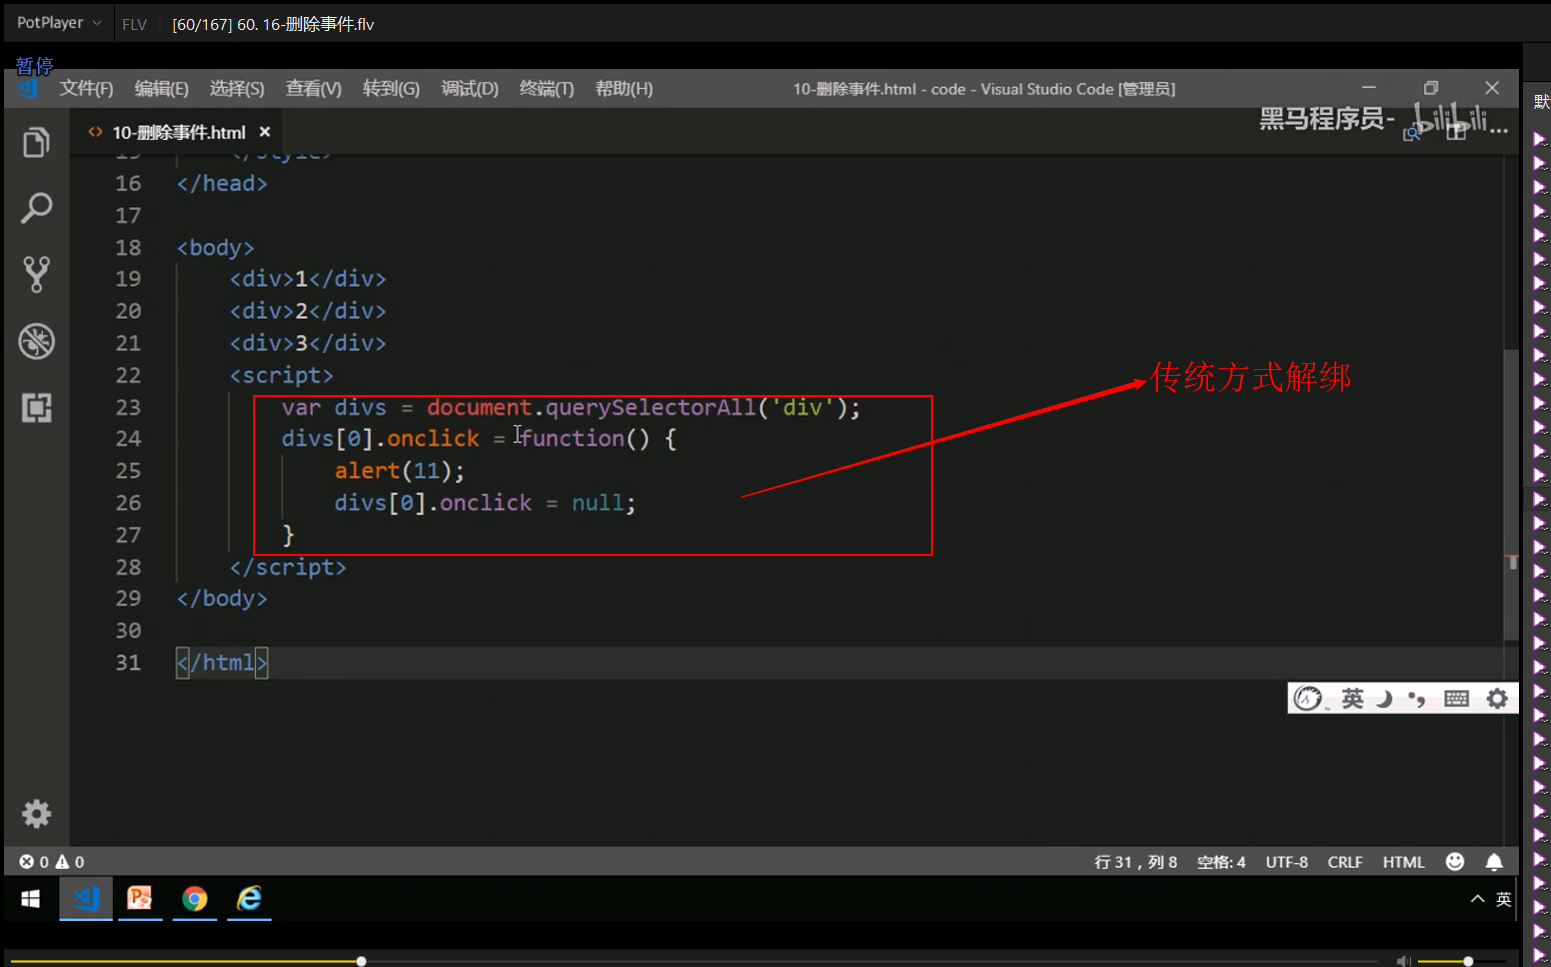 PotPlayer
FLV
[60/167] 60. 16-删除事件.flv
暂停
文件(F) 编辑(E) 选择(S) 查看(V) 转到(G) 调试(D) 终端(T) 帮助(H)
10-删除事件.html - code - Visual Studio Code [管理员]
默
10-删除事件.html
黑马程序员-
bilibili
15 </style>
16 </head>
17
18 <body>
19 <div>1</div>
20 <div>2</div>
21 <div>3</div>
22 <script>
23 var divs = document.querySelectorAll('div');
24 divs[0].onclick = function() {
25 alert(11);
26 divs[0].onclick = null;
27 }
28 </script>
29 </body>
30
31 </html>
传统方式解绑
英
0 0
行 31，列 8 空格: 4 UTF-8 CRLF HTML
英